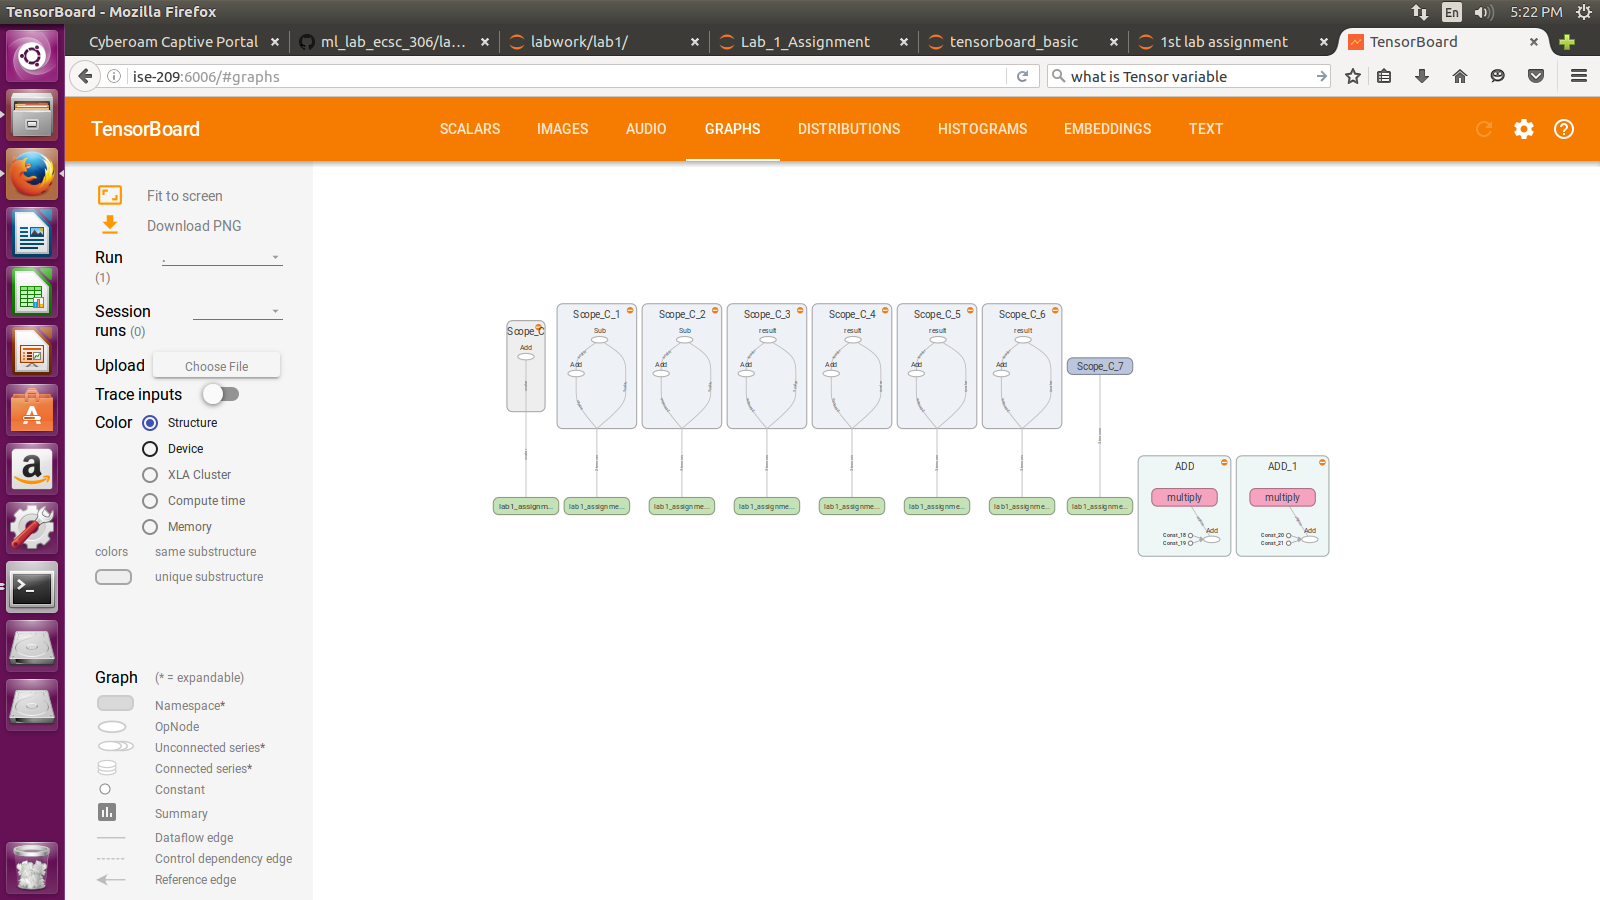 TensorBoard - Mozilla Firefox
En
5:22 PM
Cyberoam Captive Portal
ml_lab_ecsc_306/la...
labwork/lab1/
Lab_1_Assignment
tensorboard_basic
1st lab assignment
TensorBoard
ise-209:6006/#graphs
what is Tensor variable
TensorBoard
SCALARS
IMAGES
AUDIO
GRAPHS
DISTRIBUTIONS
HISTOGRAMS
EMBEDDINGS
TEXT
Fit to screen
Download PNG
Run
(1)
.
Session
runs (0)
Upload
Choose File
Trace inputs
Color
Structure
Device
XLA Cluster
Compute time
Memory
colors same substructure
unique substructure
Graph (* = expandable)
Namespace*
OpNode
Unconnected series*
Connected series*
Constant
Summary
Dataflow edge
Control dependency edge
Reference edge
Scope_C
Add
Scope_C_1
Sub
Add
Scope_C_2
Sub
Add
Scope_C_3
result
Add
Scope_C_4
result
Add
Scope_C_5
result
Add
Scope_C_6
result
Add
Scope_C_7
lab1_assignm...
lab1_assignme...
lab1_assignme...
lab1_assignme...
lab1_assignme...
lab1_assignme...
lab1_assignme...
lab1_assignme...
ADD
multiply
Add
Const_18
Const_19
ADD_1
multiply
Add
Const_20
Const_21